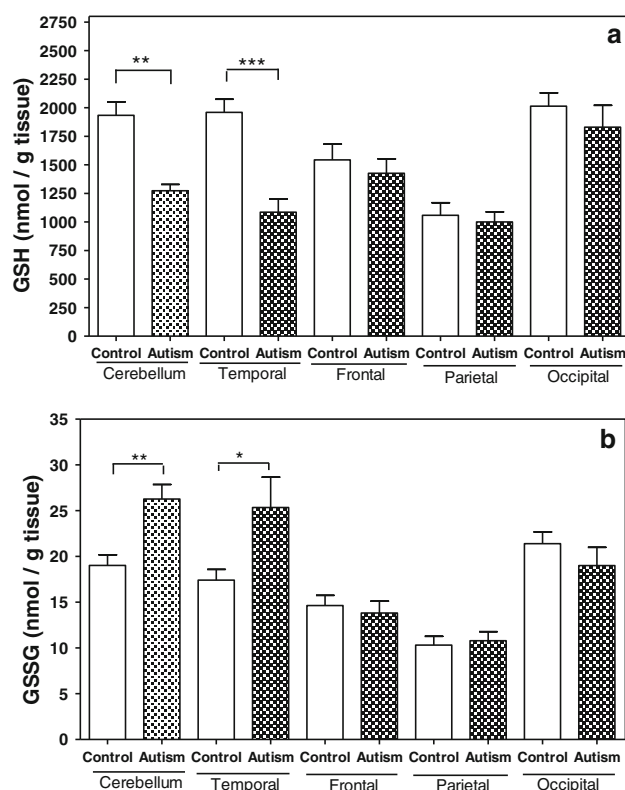 a
GSH (nmol / g tissue)
2750
2500
2250
2000
1750
1500
1250
1000
750
500
250
0
** ***
Control Autism Control Autism Control Autism Control Autism Control Autism
Cerebellum Temporal Frontal Parietal Occipital
b
GSSG (nmol / g tissue)
35
30
25
20
15
10
5
0
** *
Control Autism Control Autism Control Autism Control Autism Control Autism
Cerebellum Temporal Frontal Parietal Occipital